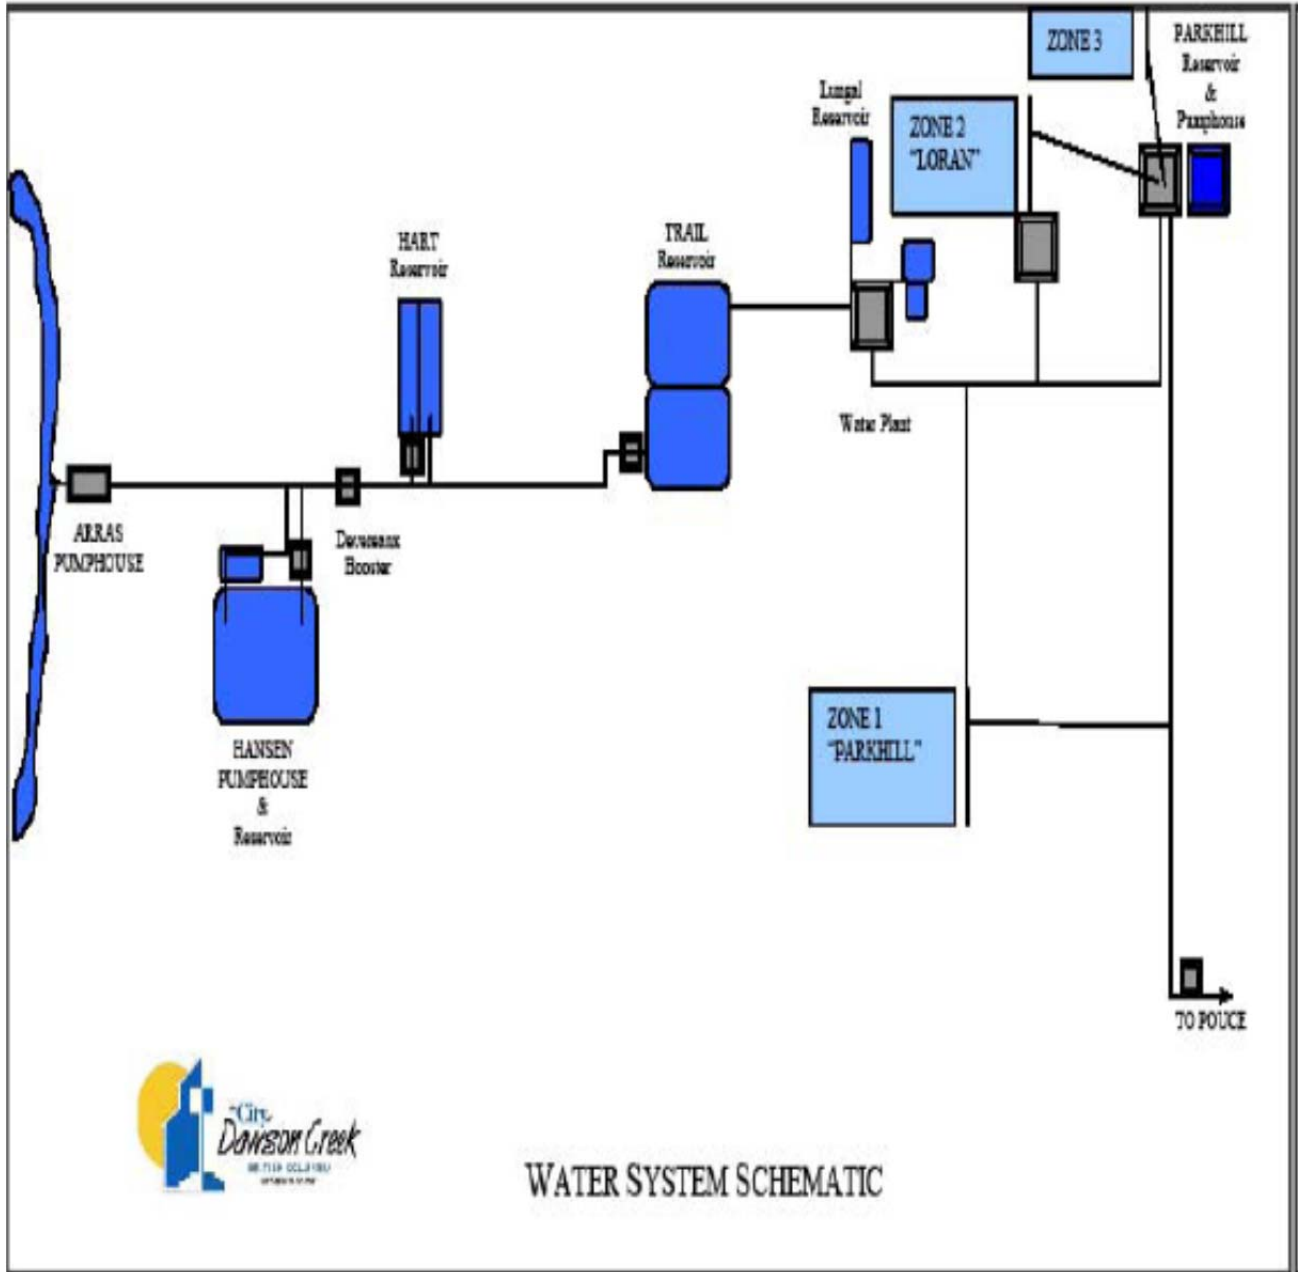 ZONE 3
PARKHILL
Reservoir
&
Pumphouse
Reservoir
ZONE 2
"LORAN"
HART
Reservoir
TRAIL
Reservoir
Water Plant
ARRAS
PUMPHOUSE
Booster
HANSEN
PUMPHOUSE
&
Reservoir
ZONE 1
"PARKHILL"
TO POUCE
City
Dawson Creek
WATER SYSTEM SCHEMATIC